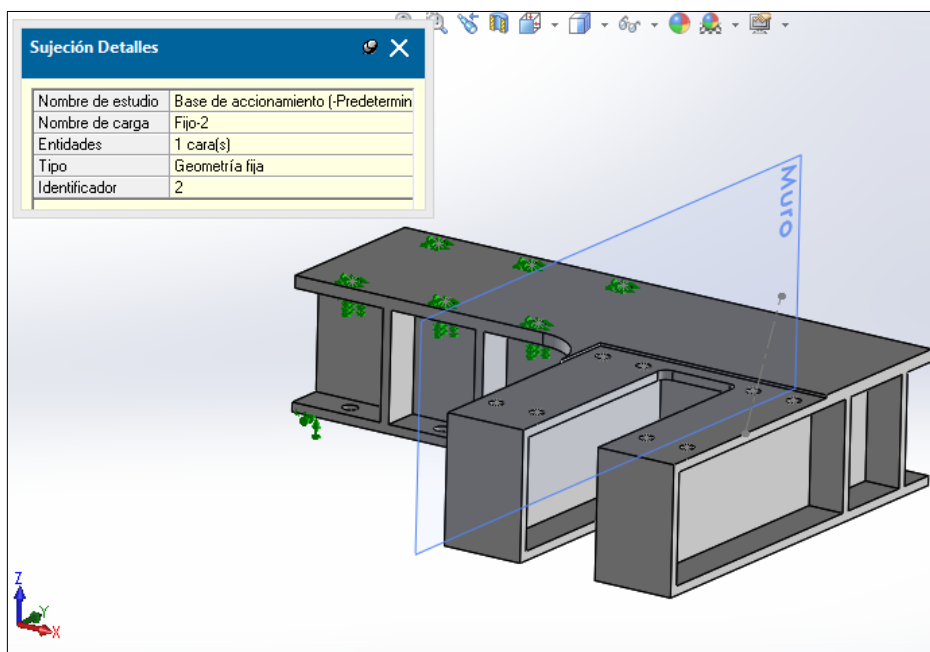 Sujeción Detalles
Nombre de estudio Base de accionamiento (-Predetermin
Nombre de carga Fijo-2
Entidades 1 cara(s)
Tipo Geometría fija
Identificador 2
Muro
Z
Y
X